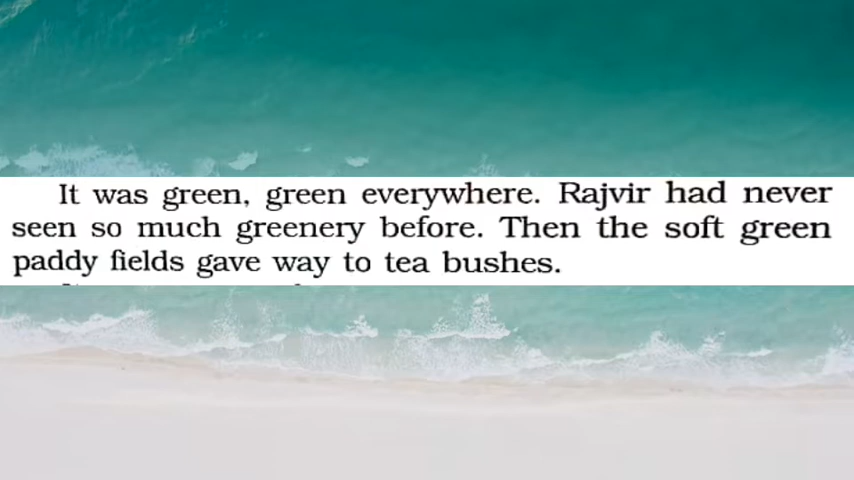 It was green, green everywhere. Rajvir had never
seen so much greenery before. Then the soft green
paddy fields gave way to tea bushes.